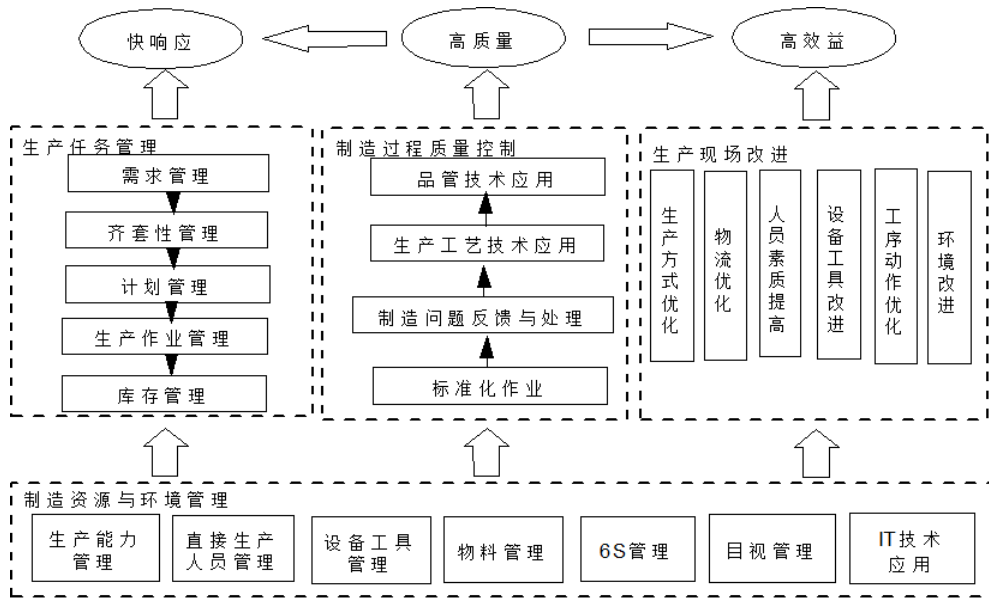 快响应
高质量
高效益
生产任务管理
需求管理
齐套性管理
计划管理
生产作业管理
库存管理
制造过程质量控制
品管技术应用
生产工艺技术应用
制造问题反馈与处理
标准化作业
生产现场改进
生产方式优化
物流优化
人员素质提高
设备工具改进
工序动作优化
环境改进
制造资源与环境管理
生产能力
管理
直接生产
人员管理
设备工具
管理
物料管理
6S管理
目视管理
IT技术
应用